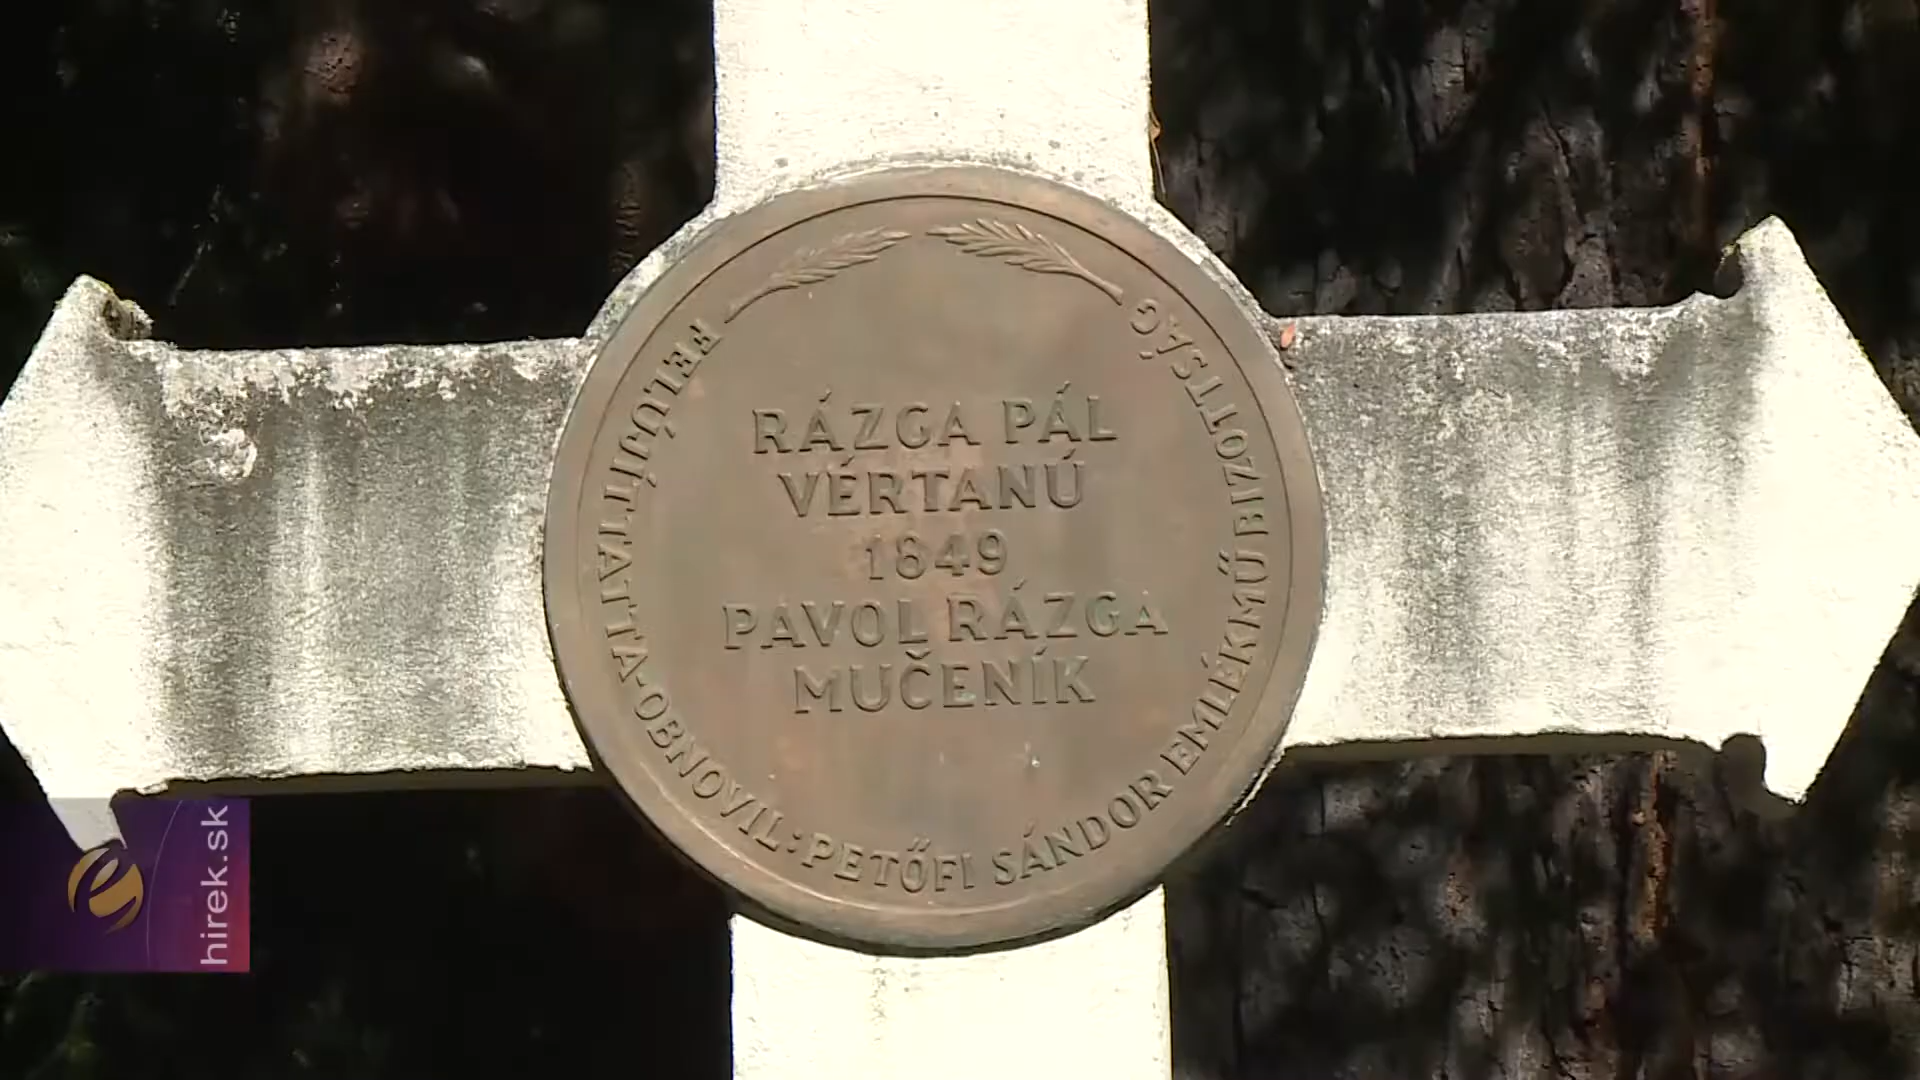 RÁZGA PÁL
VÉRTANÚ
1849
PAVOL RÁZGA
MUČENÍK
FELÚJÍTTATTA-OBNOVIL: PETŐFI SÁNDOR EMLÉKMŰ BIZOTTSÁG
hirek.sk